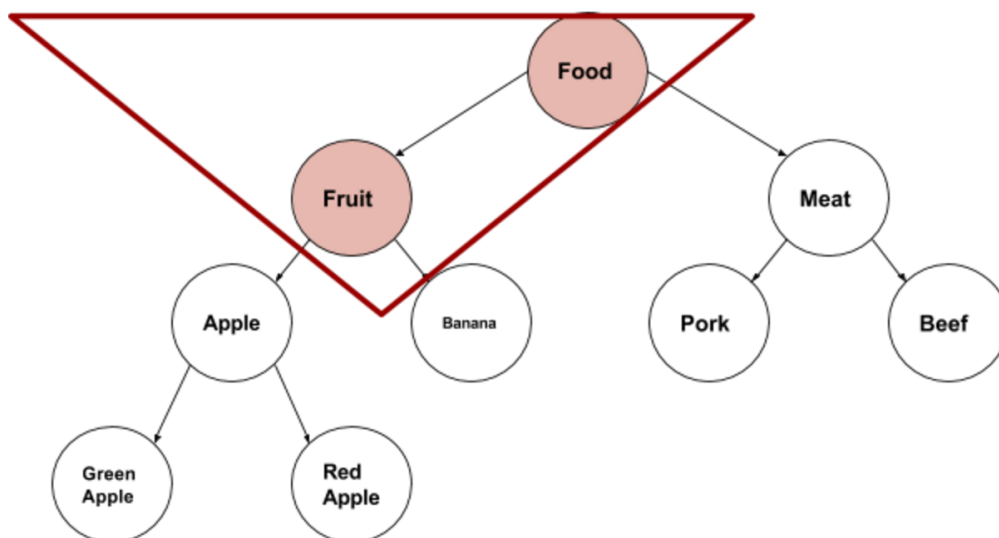 Food
Fruit
Meat
Apple
Banana
Pork
Beef
Green
Apple
Red
Apple